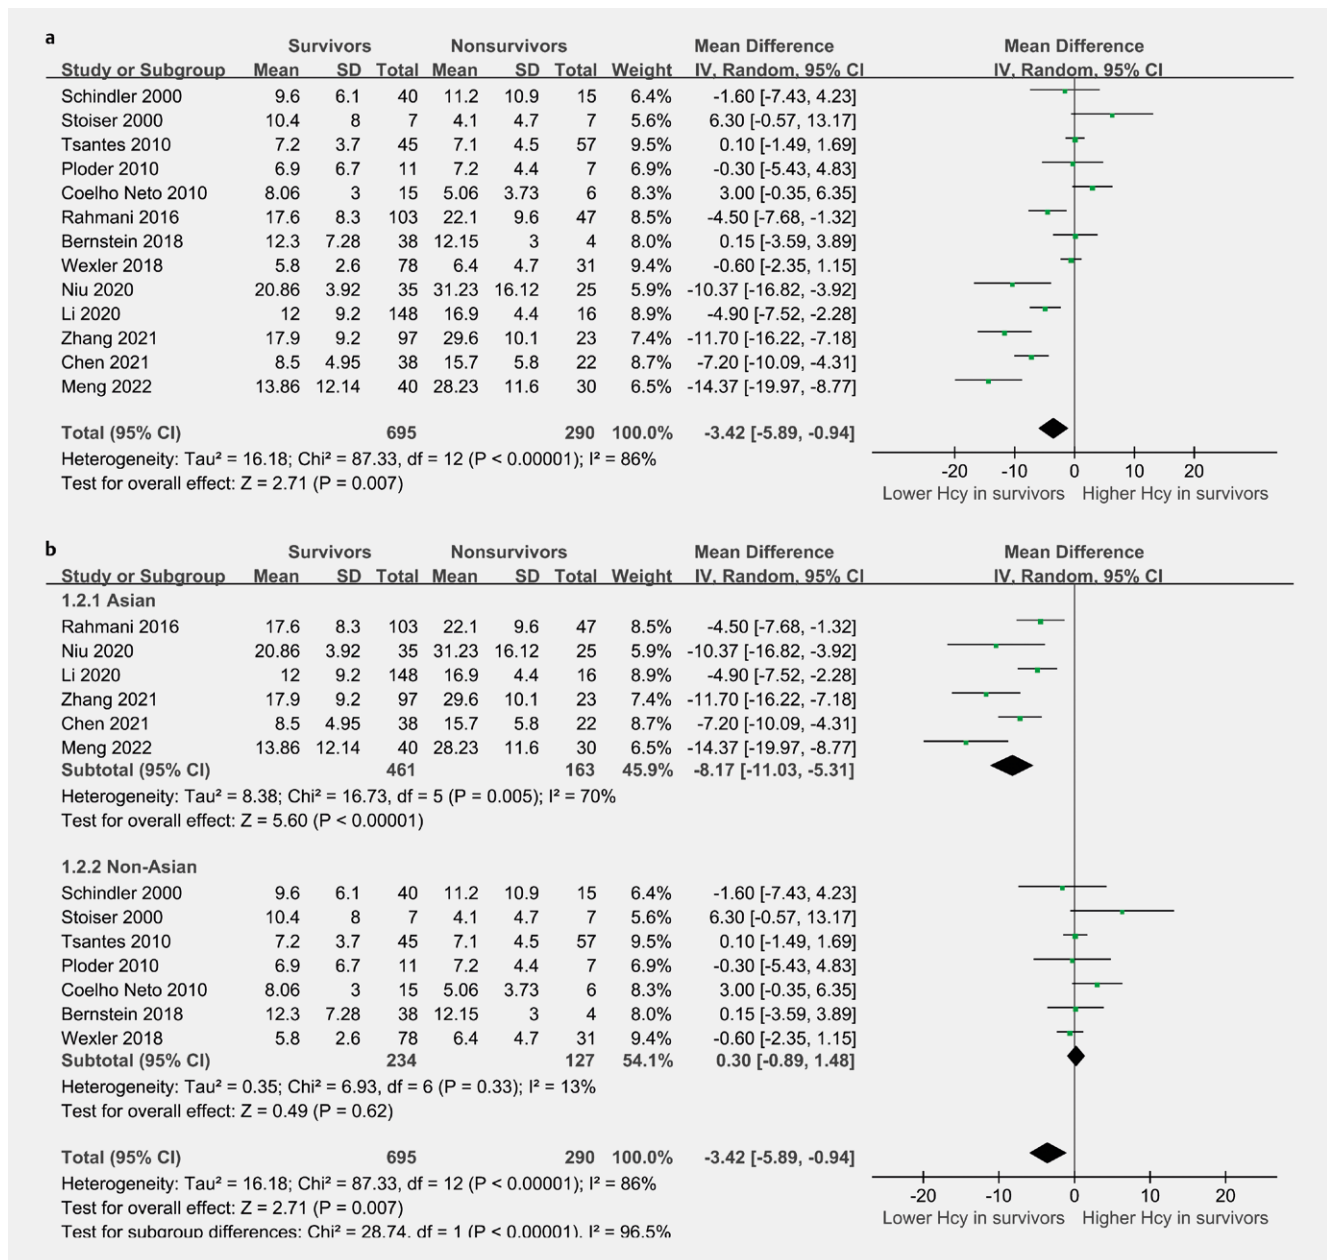 a
Survivors Nonsurvivors Mean Difference Mean Difference
Study or Subgroup Mean SD Total Mean SD Total Weight IV, Random, 95% CI IV, Random, 95% CI
Schindler 2000 9.6 6.1 40 11.2 10.9 15 6.4% -1.60 [-7.43, 4.23]
Stoiser 2000 10.4 8 7 4.1 4.7 7 5.6% 6.30 [-0.57, 13.17]
Tsantes 2010 7.2 3.7 45 7.1 4.5 57 9.5% 0.10 [-1.49, 1.69]
Ploder 2010 6.9 6.7 11 7.2 4.4 7 6.9% -0.30 [-5.43, 4.83]
Coelho Neto 2010 8.06 3 15 5.06 3.73 6 8.3% 3.00 [-0.35, 6.35]
Rahmani 2016 17.6 8.3 103 22.1 9.6 47 8.5% -4.50 [-7.68, -1.32]
Bernstein 2018 12.3 7.28 38 12.15 3 4 8.0% 0.15 [-3.59, 3.89]
Wexler 2018 5.8 2.6 78 6.4 4.7 31 9.4% -0.60 [-2.35, 1.15]
Niu 2020 20.86 3.92 35 31.23 16.12 25 5.9% -10.37 [-16.82, -3.92]
Li 2020 12 9.2 148 16.9 4.4 16 8.9% -4.90 [-7.52, -2.28]
Zhang 2021 17.9 9.2 97 29.6 10.1 23 7.4% -11.70 [-16.22, -7.18]
Chen 2021 8.5 4.95 38 15.7 5.8 22 8.7% -7.20 [-10.09, -4.31]
Meng 2022 13.86 12.14 40 28.23 11.6 30 6.5% -14.37 [-19.97, -8.77]
Total (95% CI) 695 290 100.0% -3.42 [-5.89, -0.94]
Heterogeneity: Tau² = 16.18; Chi² = 87.33, df = 12 (P < 0.00001); I² = 86%
Test for overall effect: Z = 2.71 (P = 0.007)
-20 -10 0 10 20
Lower Hcy in survivors Higher Hcy in survivors
b
Survivors Nonsurvivors Mean Difference Mean Difference
Study or Subgroup Mean SD Total Mean SD Total Weight IV, Random, 95% CI IV, Random, 95% CI
1.2.1 Asian
Rahmani 2016 17.6 8.3 103 22.1 9.6 47 8.5% -4.50 [-7.68, -1.32]
Niu 2020 20.86 3.92 35 31.23 16.12 25 5.9% -10.37 [-16.82, -3.92]
Li 2020 12 9.2 148 16.9 4.4 16 8.9% -4.90 [-7.52, -2.28]
Zhang 2021 17.9 9.2 97 29.6 10.1 23 7.4% -11.70 [-16.22, -7.18]
Chen 2021 8.5 4.95 38 15.7 5.8 22 8.7% -7.20 [-10.09, -4.31]
Meng 2022 13.86 12.14 40 28.23 11.6 30 6.5% -14.37 [-19.97, -8.77]
Subtotal (95% CI) 461 163 45.9% -8.17 [-11.03, -5.31]
Heterogeneity: Tau² = 8.38; Chi² = 16.73, df = 5 (P = 0.005); I² = 70%
Test for overall effect: Z = 5.60 (P < 0.00001)
1.2.2 Non-Asian
Schindler 2000 9.6 6.1 40 11.2 10.9 15 6.4% -1.60 [-7.43, 4.23]
Stoiser 2000 10.4 8 7 4.1 4.7 7 5.6% 6.30 [-0.57, 13.17]
Tsantes 2010 7.2 3.7 45 7.1 4.5 57 9.5% 0.10 [-1.49, 1.69]
Ploder 2010 6.9 6.7 11 7.2 4.4 7 6.9% -0.30 [-5.43, 4.83]
Coelho Neto 2010 8.06 3 15 5.06 3.73 6 8.3% 3.00 [-0.35, 6.35]
Bernstein 2018 12.3 7.28 38 12.15 3 4 8.0% 0.15 [-3.59, 3.89]
Wexler 2018 5.8 2.6 78 6.4 4.7 31 9.4% -0.60 [-2.35, 1.15]
Subtotal (95% CI) 234 127 54.1% 0.30 [-0.89, 1.48]
Heterogeneity: Tau² = 0.35; Chi² = 6.93, df = 6 (P = 0.33); I² = 13%
Test for overall effect: Z = 0.49 (P = 0.62)
Total (95% CI) 695 290 100.0% -3.42 [-5.89, -0.94]
Heterogeneity: Tau² = 16.18; Chi² = 87.33, df = 12 (P < 0.00001); I² = 86%
Test for overall effect: Z = 2.71 (P = 0.007)
Test for subgroup differences: Chi² = 28.74, df = 1 (P < 0.00001), I² = 96.5%
-20 -10 0 10 20
Lower Hcy in survivors Higher Hcy in survivors